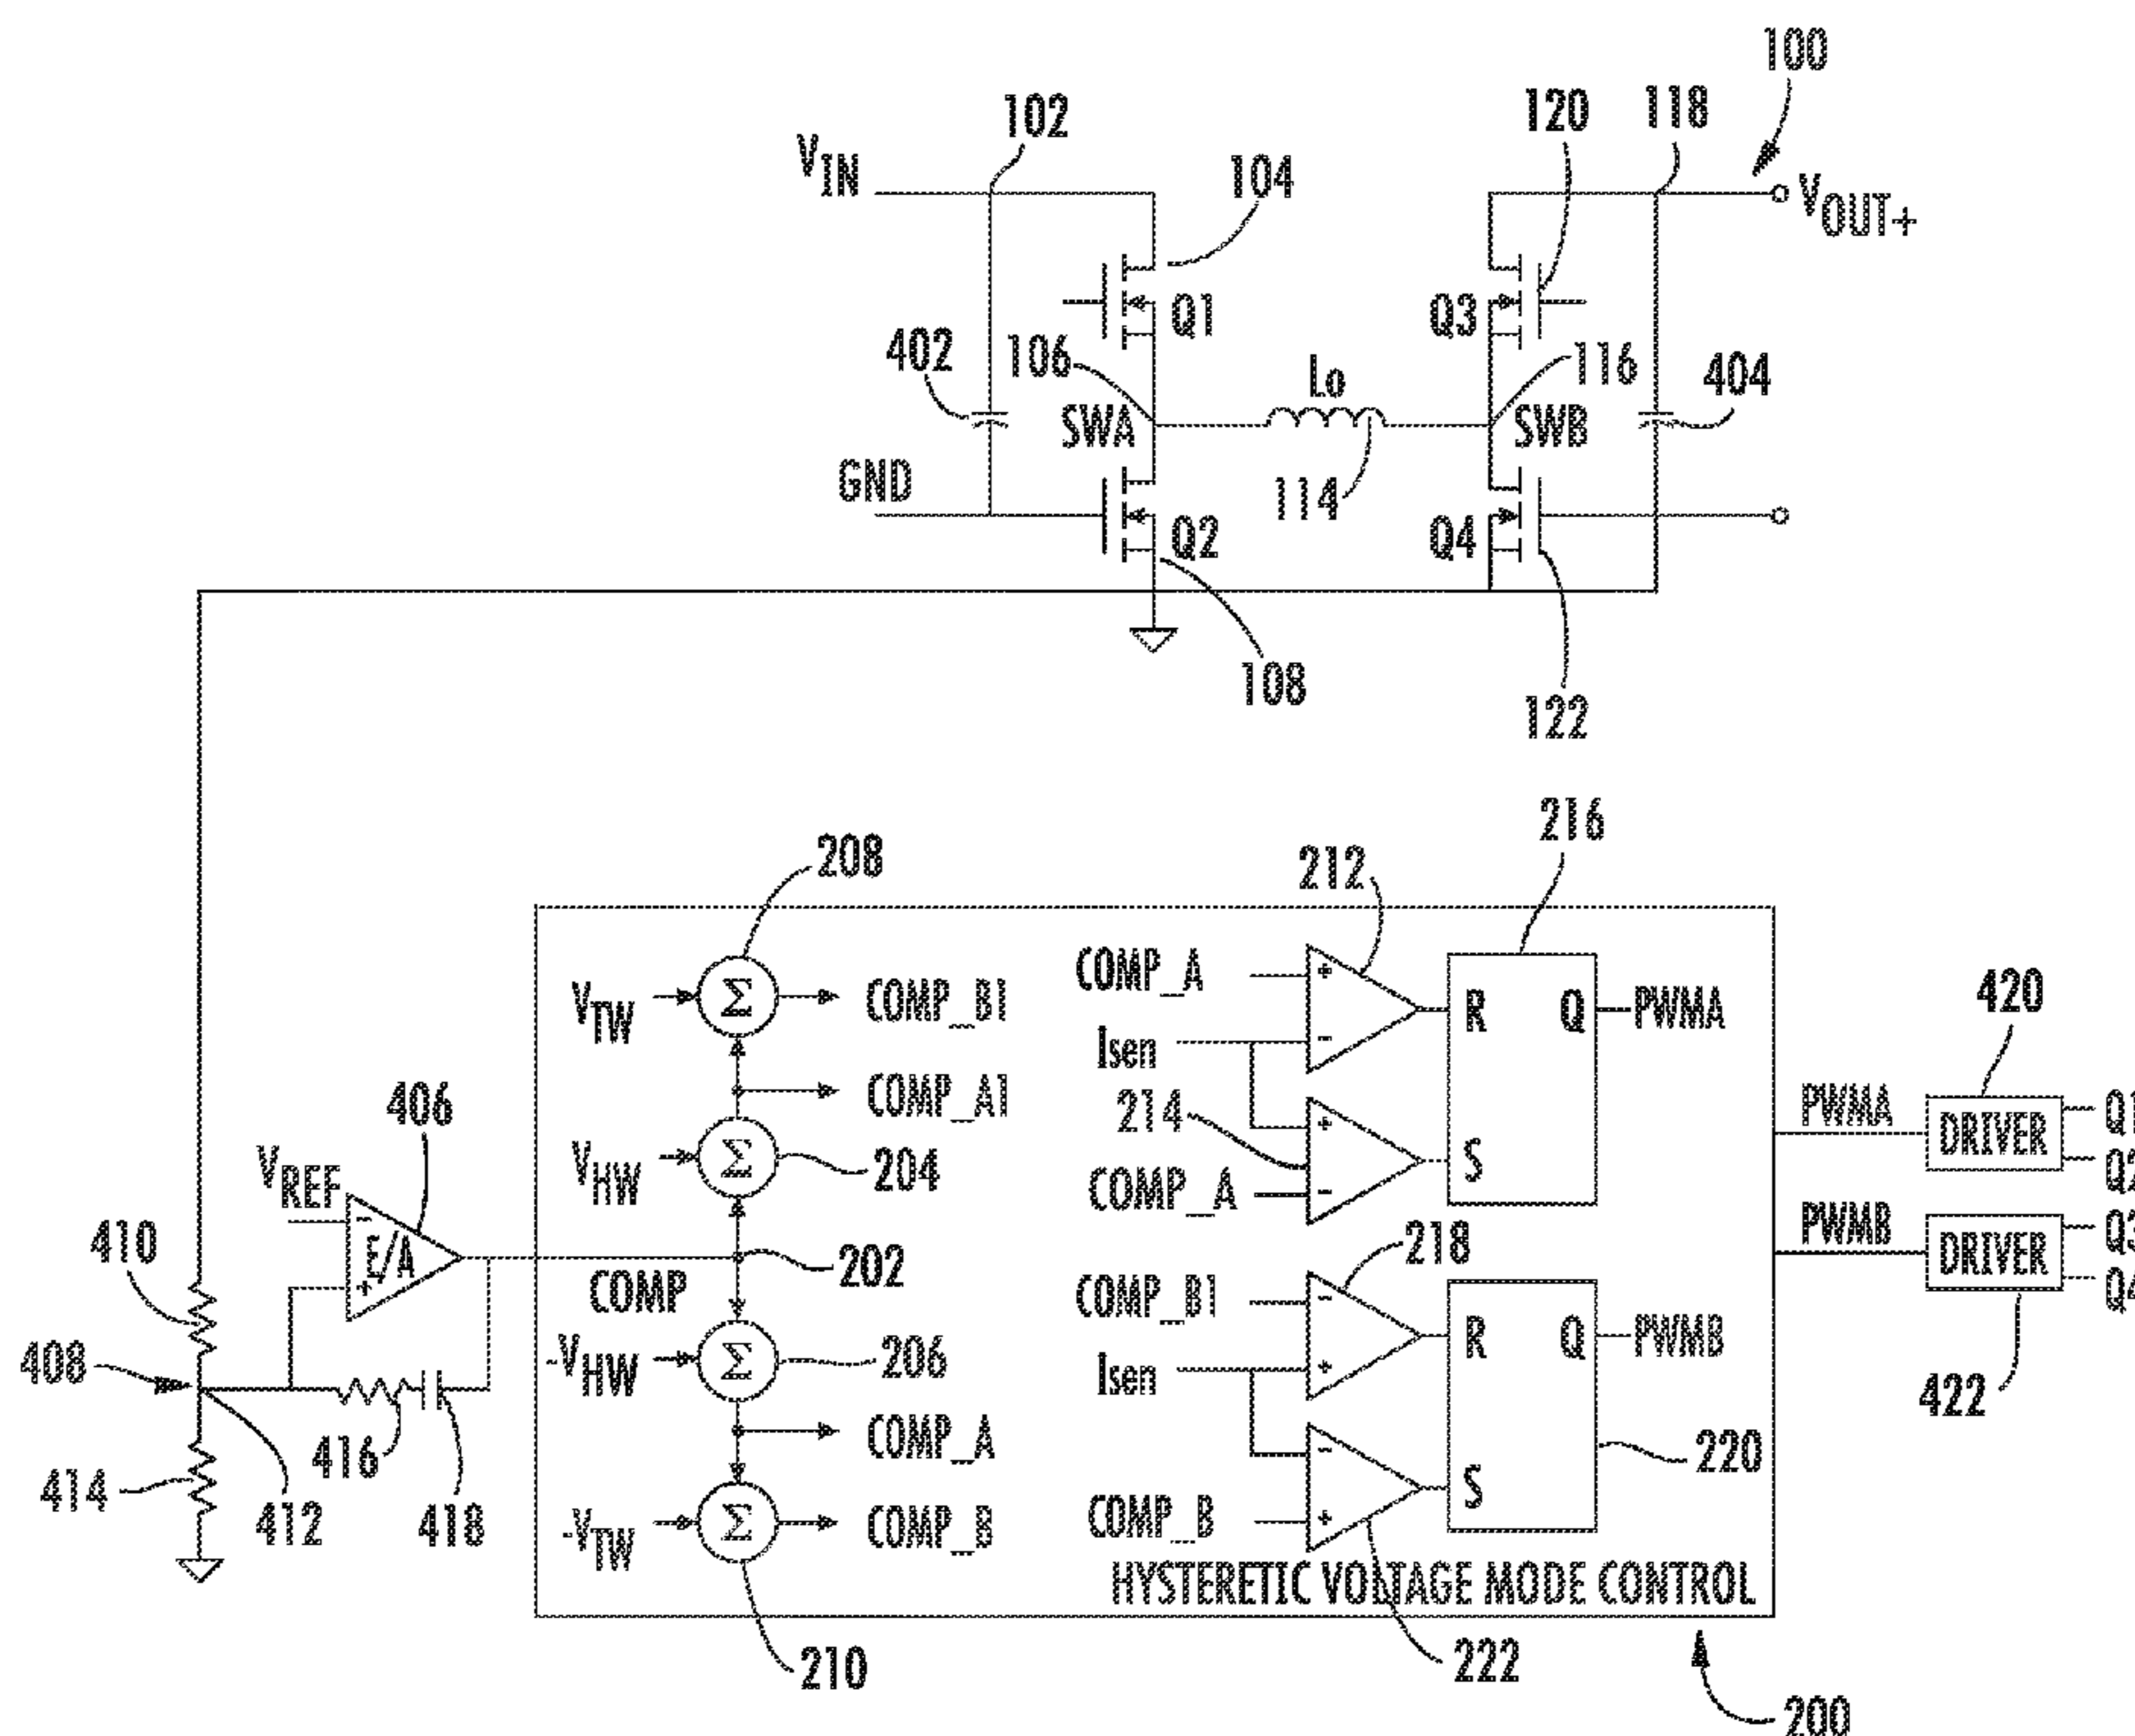 100
102
120
118
VIN
104
VOUT+
Q1
Q3
402
106
Lo
116
404
SWA
SWB
GND
114
Q2
Q4
108
122
216
208
212
COMP_A
VTW
Σ
COMP_B1
R
Q
PWMA
420
Isen
COMP_A1
406
214
PWMA
DRIVER
Q1
VHW
Σ
204
S
Q2
VREF
COMP_A
-
E/A
+
PWMB
DRIVER
Q3
410
218
202
Q4
COMP
COMP_B1
408
-VHW
Σ
206
R
Q
PWMB
Isen
422
416
COMP_A
220
414
412
418
S
-VTW
Σ
COMP_B
COMP_B
HYSTERETIC VOLTAGE MODE CONTROL
210
222
200